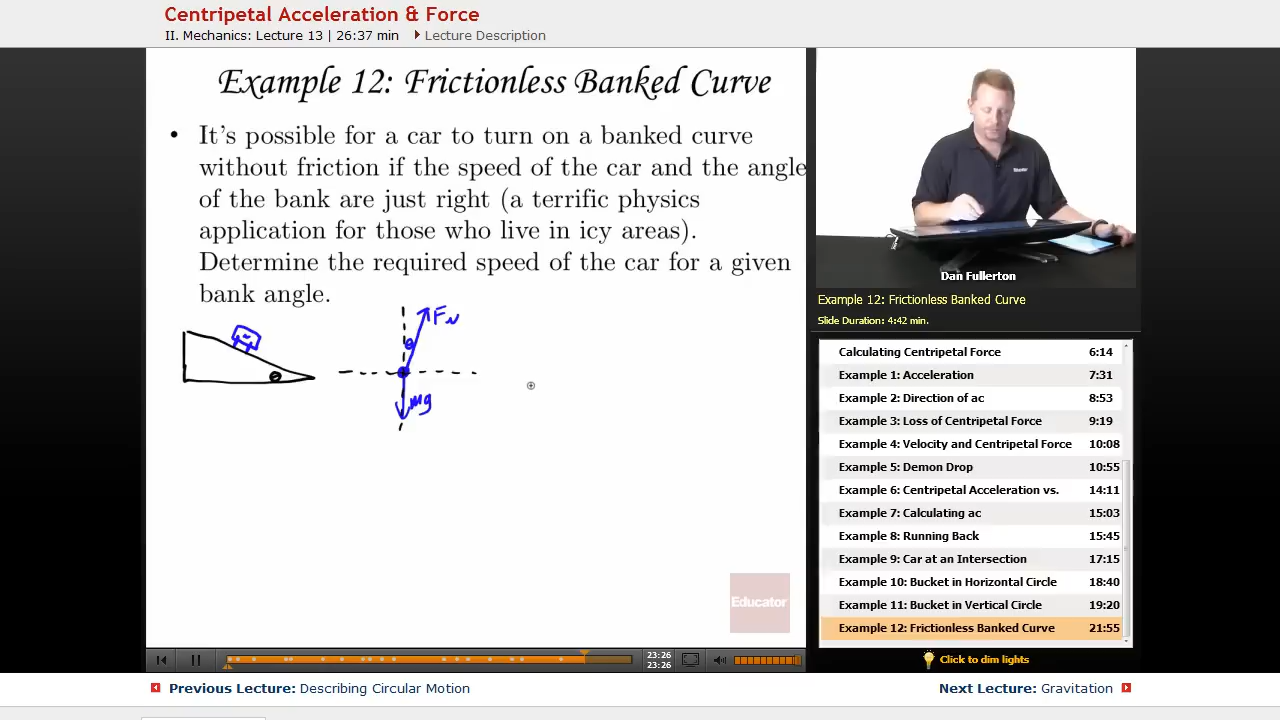 Centripetal Acceleration & Force
II. Mechanics: Lecture 13 | 26:37 min Lecture Description
Example 12: Frictionless Banked Curve
• It's possible for a car to turn on a banked curve
without friction if the speed of the car and the angle
of the bank are just right (a terrific physics
application for those who live in icy areas).
Determine the required speed of the car for a given
bank angle.
θ
FN
θ
mg
Educator
Dan Fullerton
Example 12: Frictionless Banked Curve
Slide Duration: 4:42 min.
Calculating Centripetal Force 6:14
Example 1: Acceleration 7:31
Example 2: Direction of ac 8:53
Example 3: Loss of Centripetal Force 9:19
Example 4: Velocity and Centripetal Force 10:08
Example 5: Demon Drop 10:55
Example 6: Centripetal Acceleration vs. 14:11
Example 7: Calculating ac 15:03
Example 8: Running Back 15:45
Example 9: Car at an Intersection 17:15
Example 10: Bucket in Horizontal Circle 18:40
Example 11: Bucket in Vertical Circle 19:20
Example 12: Frictionless Banked Curve 21:55
23:26
23:26
Click to dim lights
Previous Lecture: Describing Circular Motion
Next Lecture: Gravitation